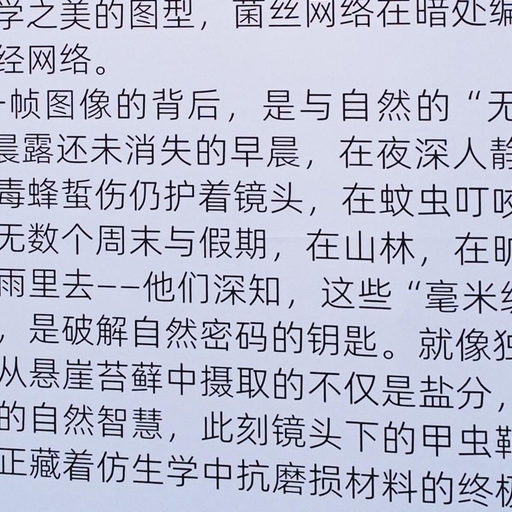 学之美的图型，菌丝网络在暗处编
经网络。
帧图像的背后，是与自然的“无
晨露还未消失的早晨，在夜深人静
毒蜂蜇伤仍护着镜头，在蚊虫叮咬
无数个周末与假期，在山林，在旷
雨里去——他们深知，这些“毫米级
，是破解自然密码的钥匙。就像独
从悬崖苔藓中摄取的不仅是盐分，
的自然智慧，此刻镜头下的甲虫鞘
正藏着仿生学中抗磨损材料的终极